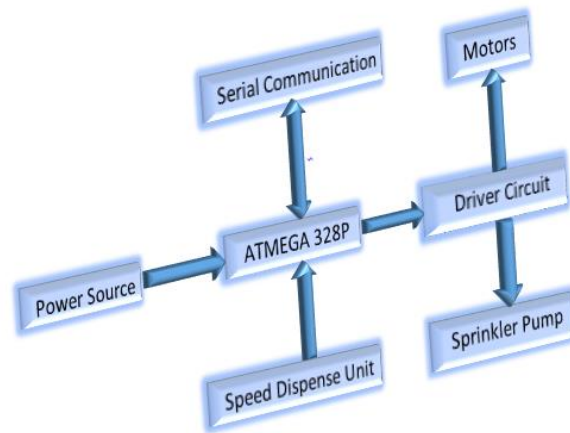 Motors
Serial Communication
Driver Circuit
ATMEGA 328P
Power Source
Sprinkler Pump
Speed Dispense Unit